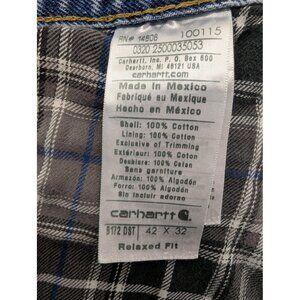 RN# 14806 100115
0320 2500035053
Carhartt, Inc. P.O. Box 600
Dearborn, MI 48121 USA
carhartt.com
Made in Mexico
Fabriqué au Mexique
Hecho en México
Shell: 100% Cotton
Lining: 100% Cotton
Exclusive of Trimming
Extérieur: 100% Coton
Doublure: 100% Coton
Sans garniture
Armazón: 100% Algodón
Forro: 100% Algodón
Sin incluir adorno
carhartt
B172 DST 42 X 32
Relaxed Fit